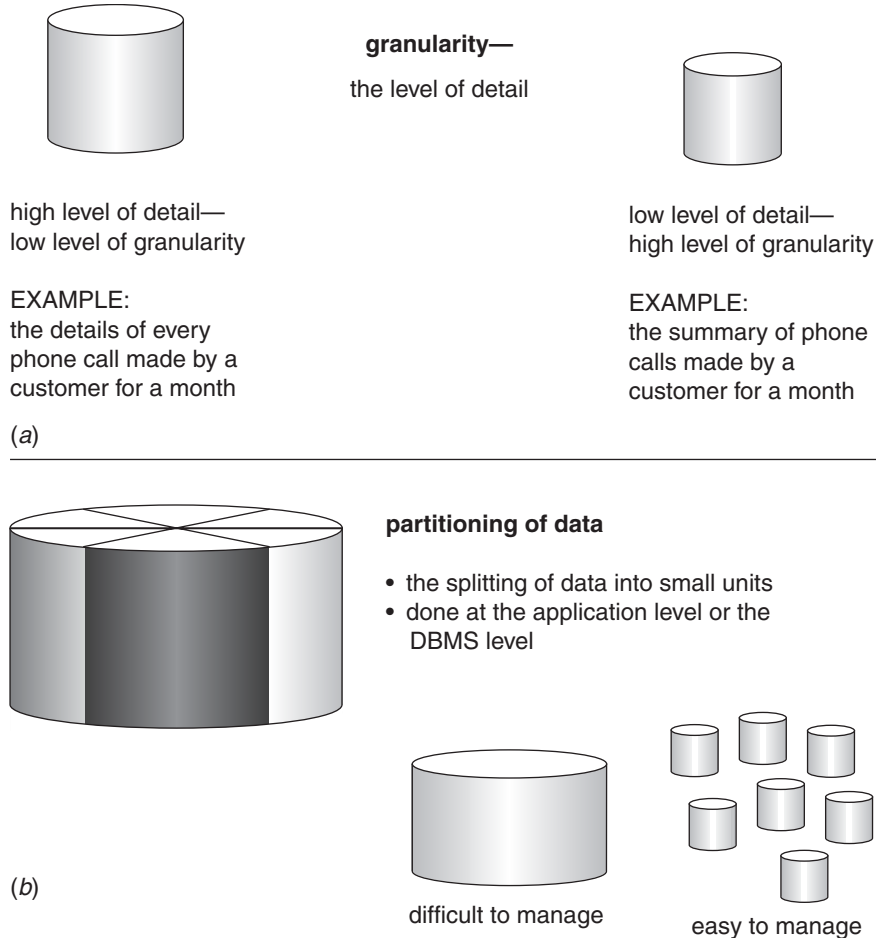 granularity—
the level of detail
high level of detail—
low level of granularity
EXAMPLE:
the details of every
phone call made by a
customer for a month
low level of detail—
high level of granularity
EXAMPLE:
the summary of phone
calls made by a
customer for a month
(a)
partitioning of data
• the splitting of data into small units
• done at the application level or the
DBMS level
(b)
difficult to manage
easy to manage